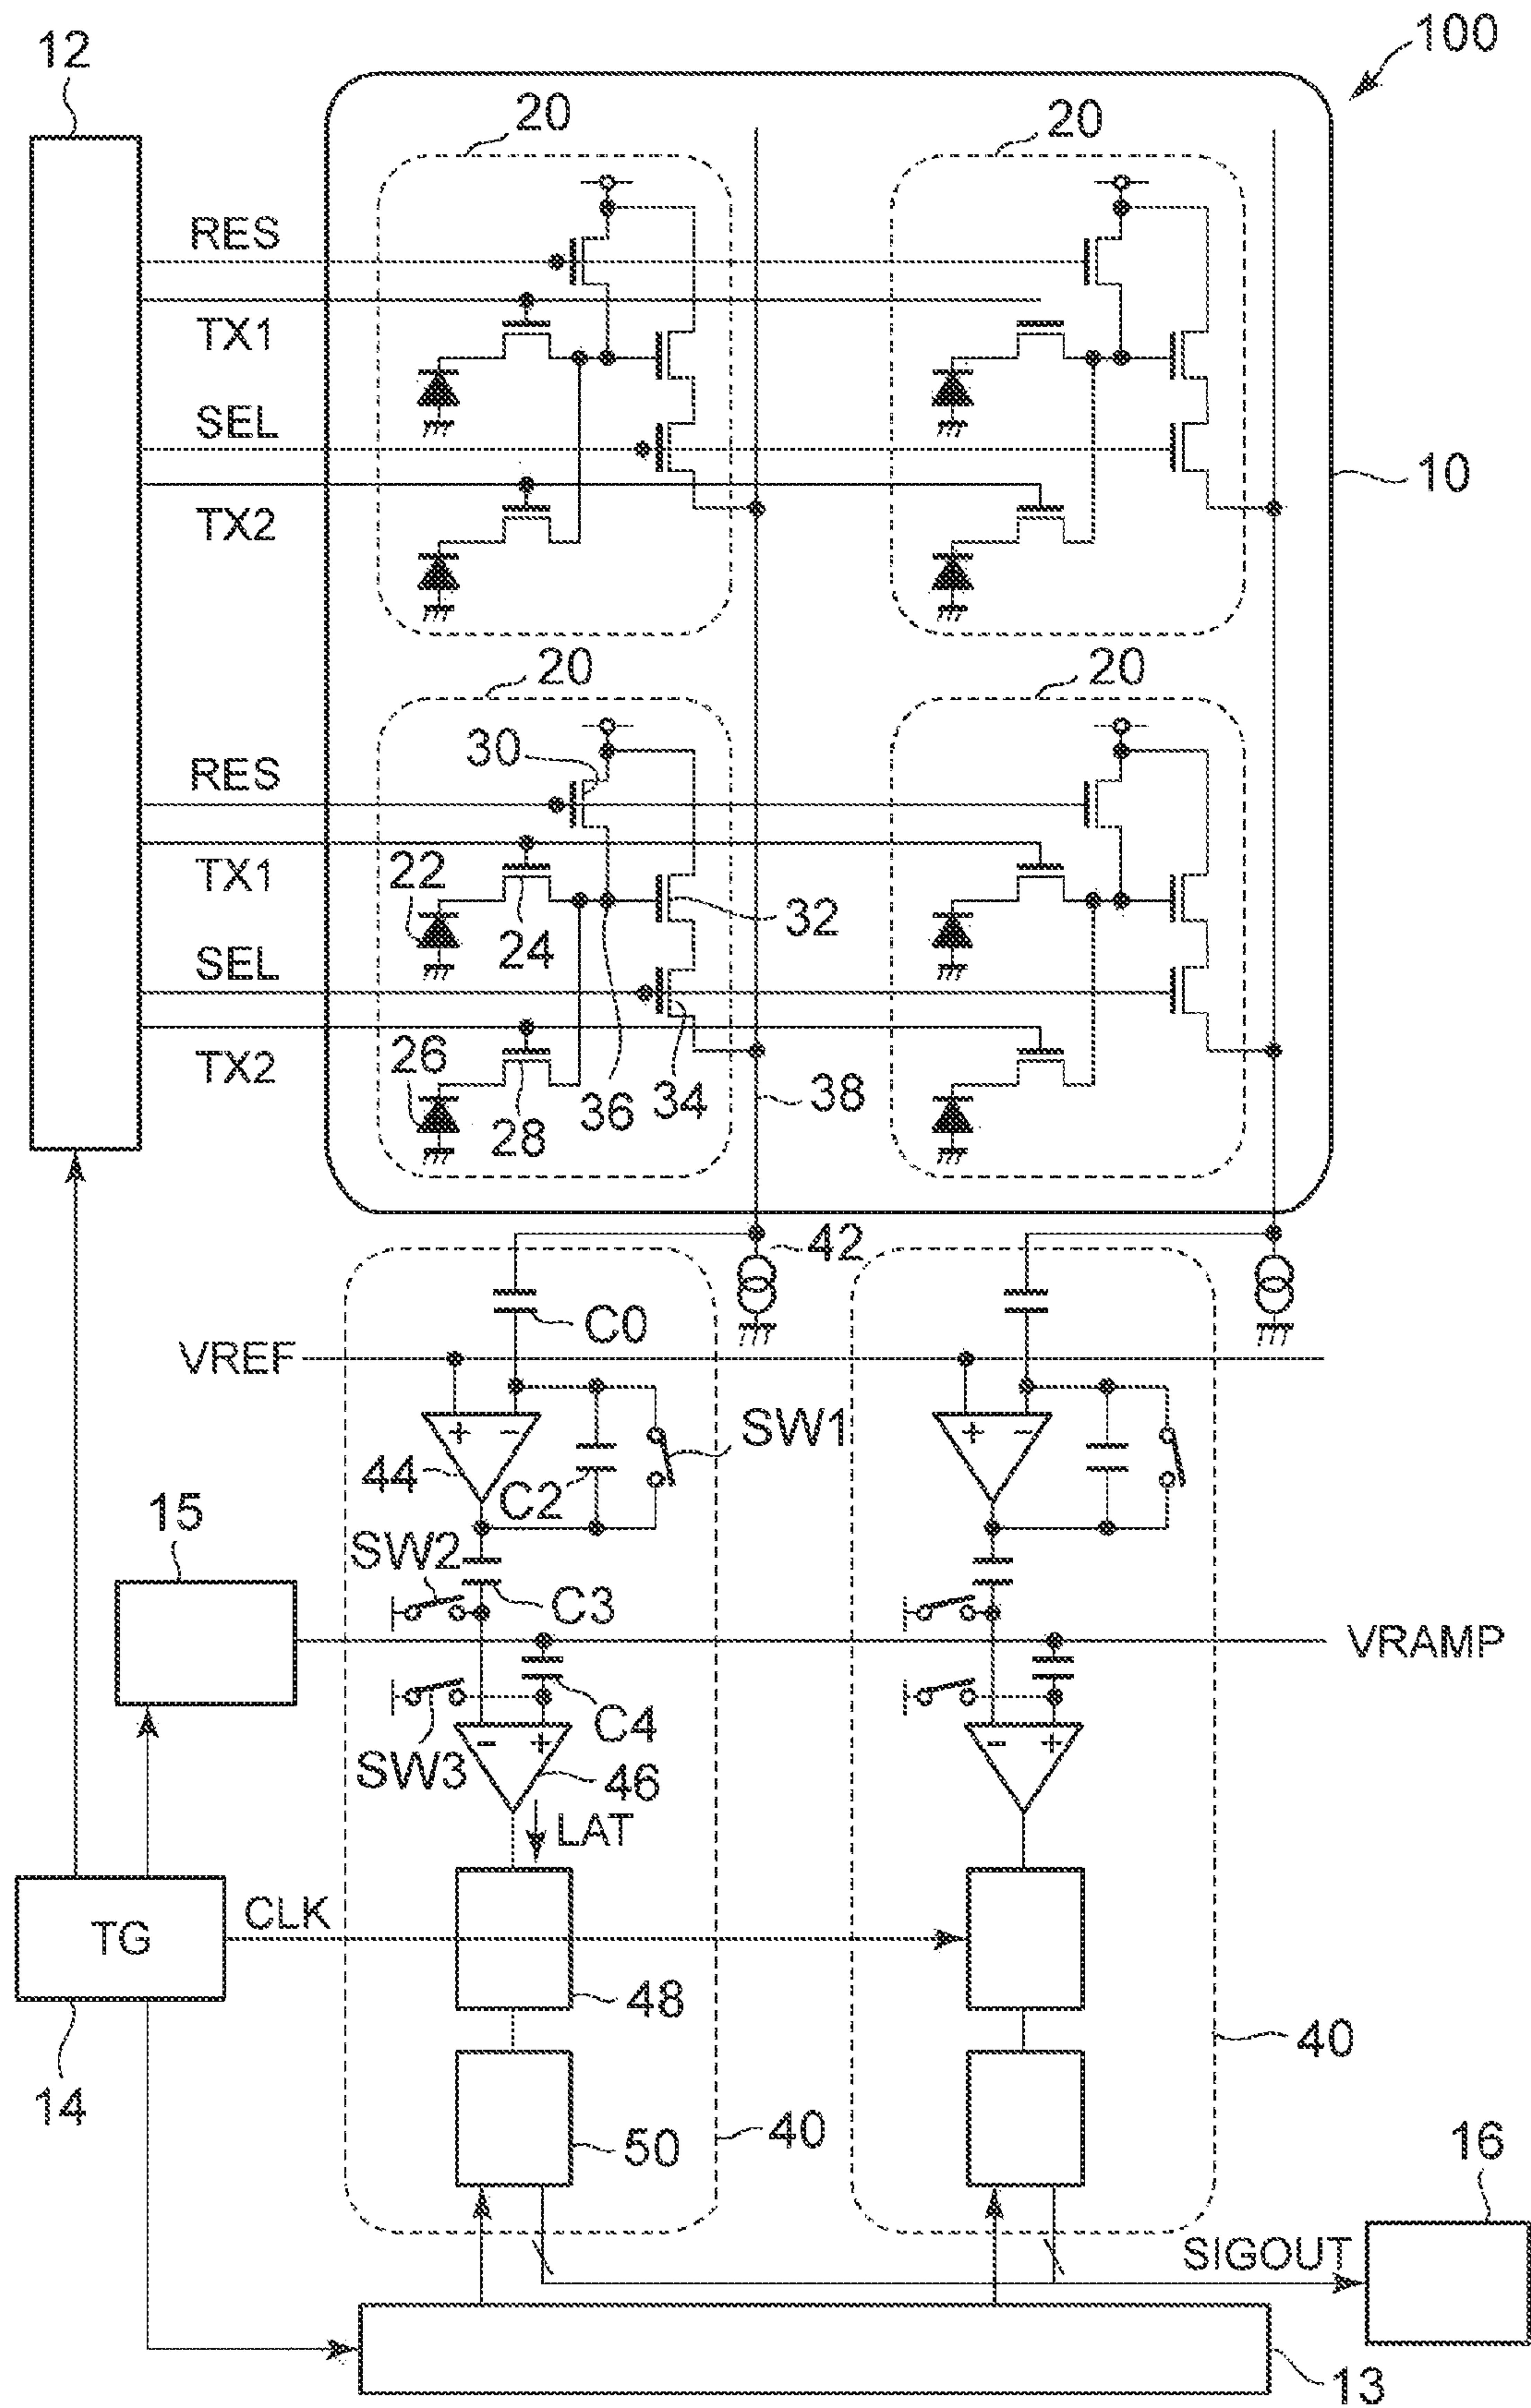 100
12
20
20
RES
TX1
SEL
10
TX2
20
20
30
RES
TX1
22
24
32
SEL
26
TX2
28
36
34
38
42
C0
VREF
SW1
44
C2
15
SW2
C3
VRAMP
C4
SW3
46
LAT
CLK
TG
48
40
14
50
40
16
SIGOUT
13
+
-
+
-
-
+
-
+